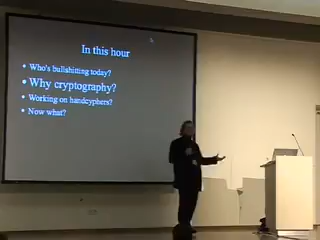 In this hour
• Who's bullshitting today?
• Why cryptography?
• Working on handcyphers?
• Now what?